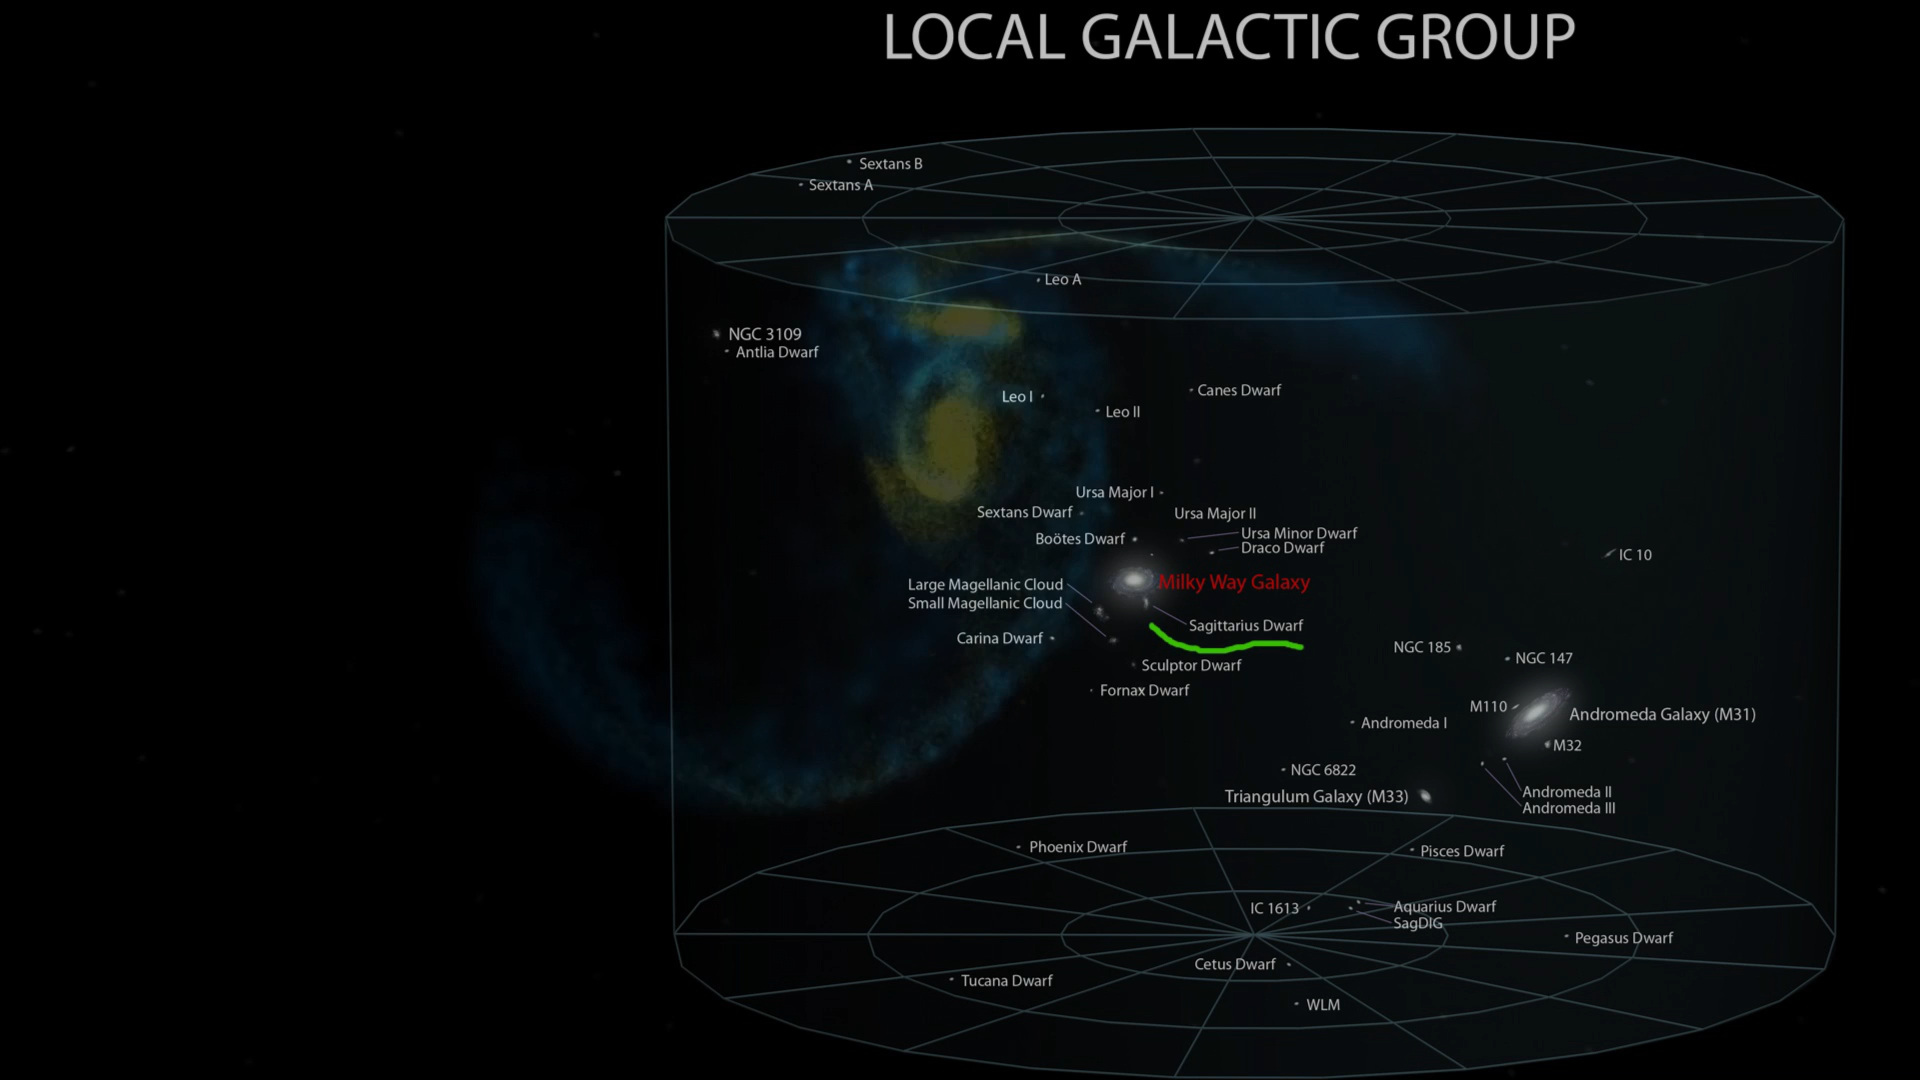 LOCAL GALACTIC GROUP
Sextans B
Sextans A
Leo A
NGC 3109
Antlia Dwarf
Canes Dwarf
Leo I
Leo II
Ursa Major I
Sextans Dwarf
Ursa Major II
Ursa Minor Dwarf
Boötes Dwarf
Draco Dwarf
IC 10
Milky Way Galaxy
Large Magellanic Cloud
Small Magellanic Cloud
Sagittarius Dwarf
Carina Dwarf
NGC 185
NGC 147
Sculptor Dwarf
Fornax Dwarf
M110
Andromeda Galaxy (M31)
Andromeda I
M32
NGC 6822
Andromeda II
Triangulum Galaxy (M33)
Andromeda III
Phoenix Dwarf
Pisces Dwarf
IC 1613
Aquarius Dwarf
SagDIG
Pegasus Dwarf
Cetus Dwarf
Tucana Dwarf
WLM